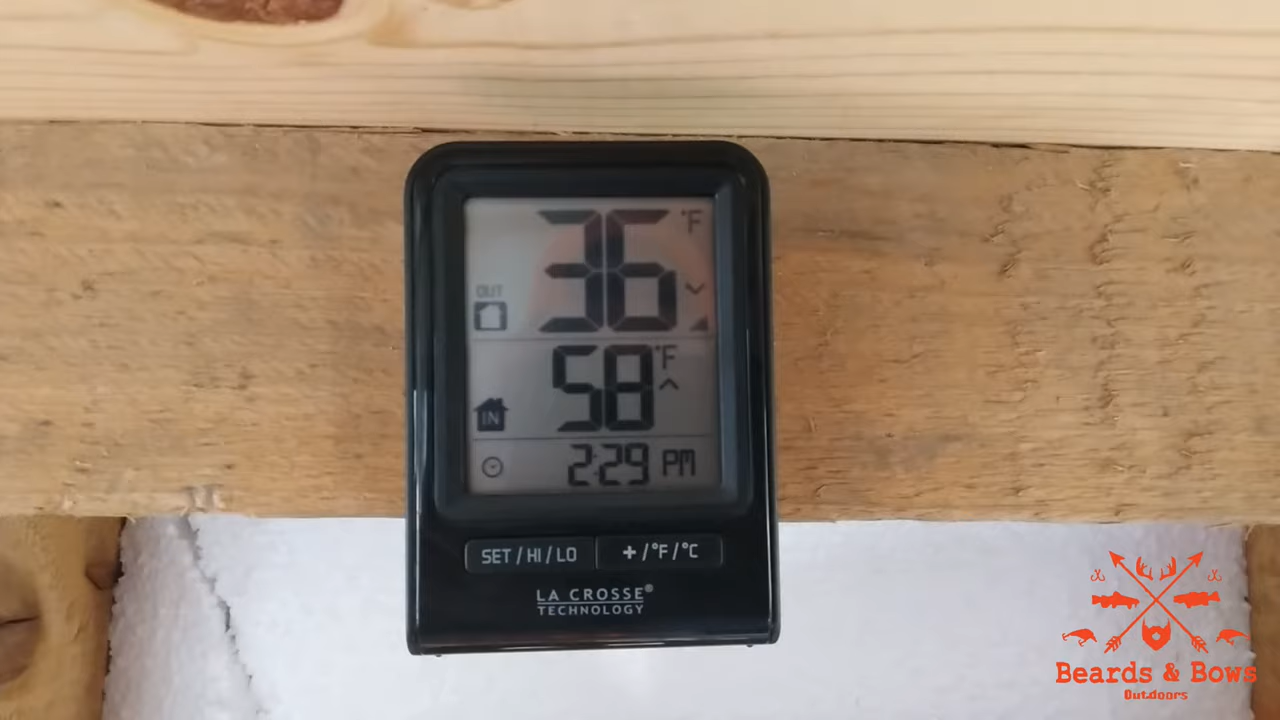 36 °F
OUT
58 °F
IN
2:29 PM
SET / HI / LO
+ / °F / °C
LA CROSSE®
TECHNOLOGY
Beards & Bows
Outdoors